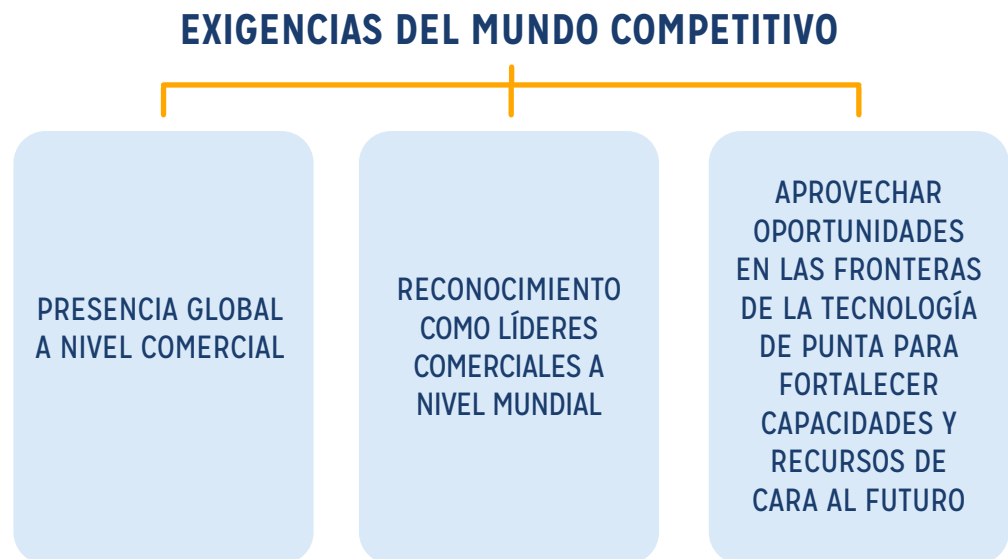 EXIGENCIAS DEL MUNDO COMPETITIVO
PRESENCIA GLOBAL
A NIVEL COMERCIAL
RECONOCIMIENTO
COMO LÍDERES
COMERCIALES A
NIVEL MUNDIAL
APROVECHAR
OPORTUNIDADES
EN LAS FRONTERAS
DE LA TECNOLOGÍA
DE PUNTA PARA
FORTALECER
CAPACIDADES Y
RECURSOS DE
CARA AL FUTURO